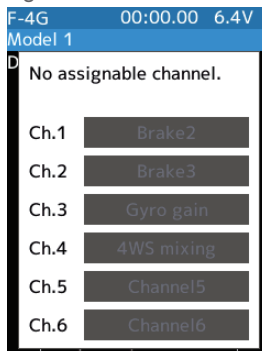 F-4G 00:00.00 6.4V
Model 1
D
No assignable channel.
Ch.1 Brake2
Ch.2 Brake3
Ch.3 Gyro gain
Ch.4 4WS mixing
Ch.5 Channel5
Ch.6 Channel6